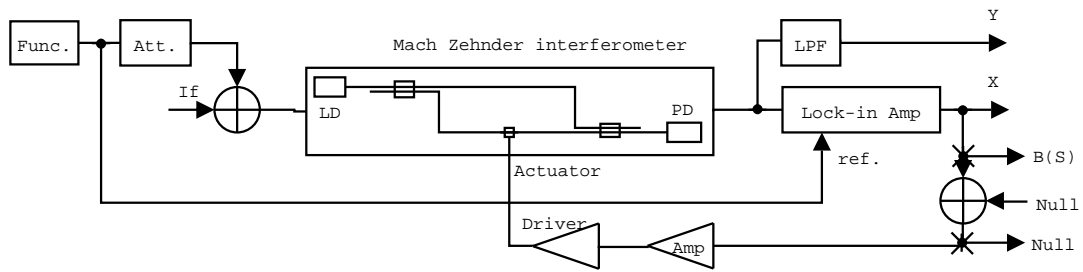 Y
Func.
Att.
Mach Zehnder interferometer
LPF
If
X
LD
PD
Lock-in Amp
ref.
B(S)
Actuator
Null
Driver
Amp
Null